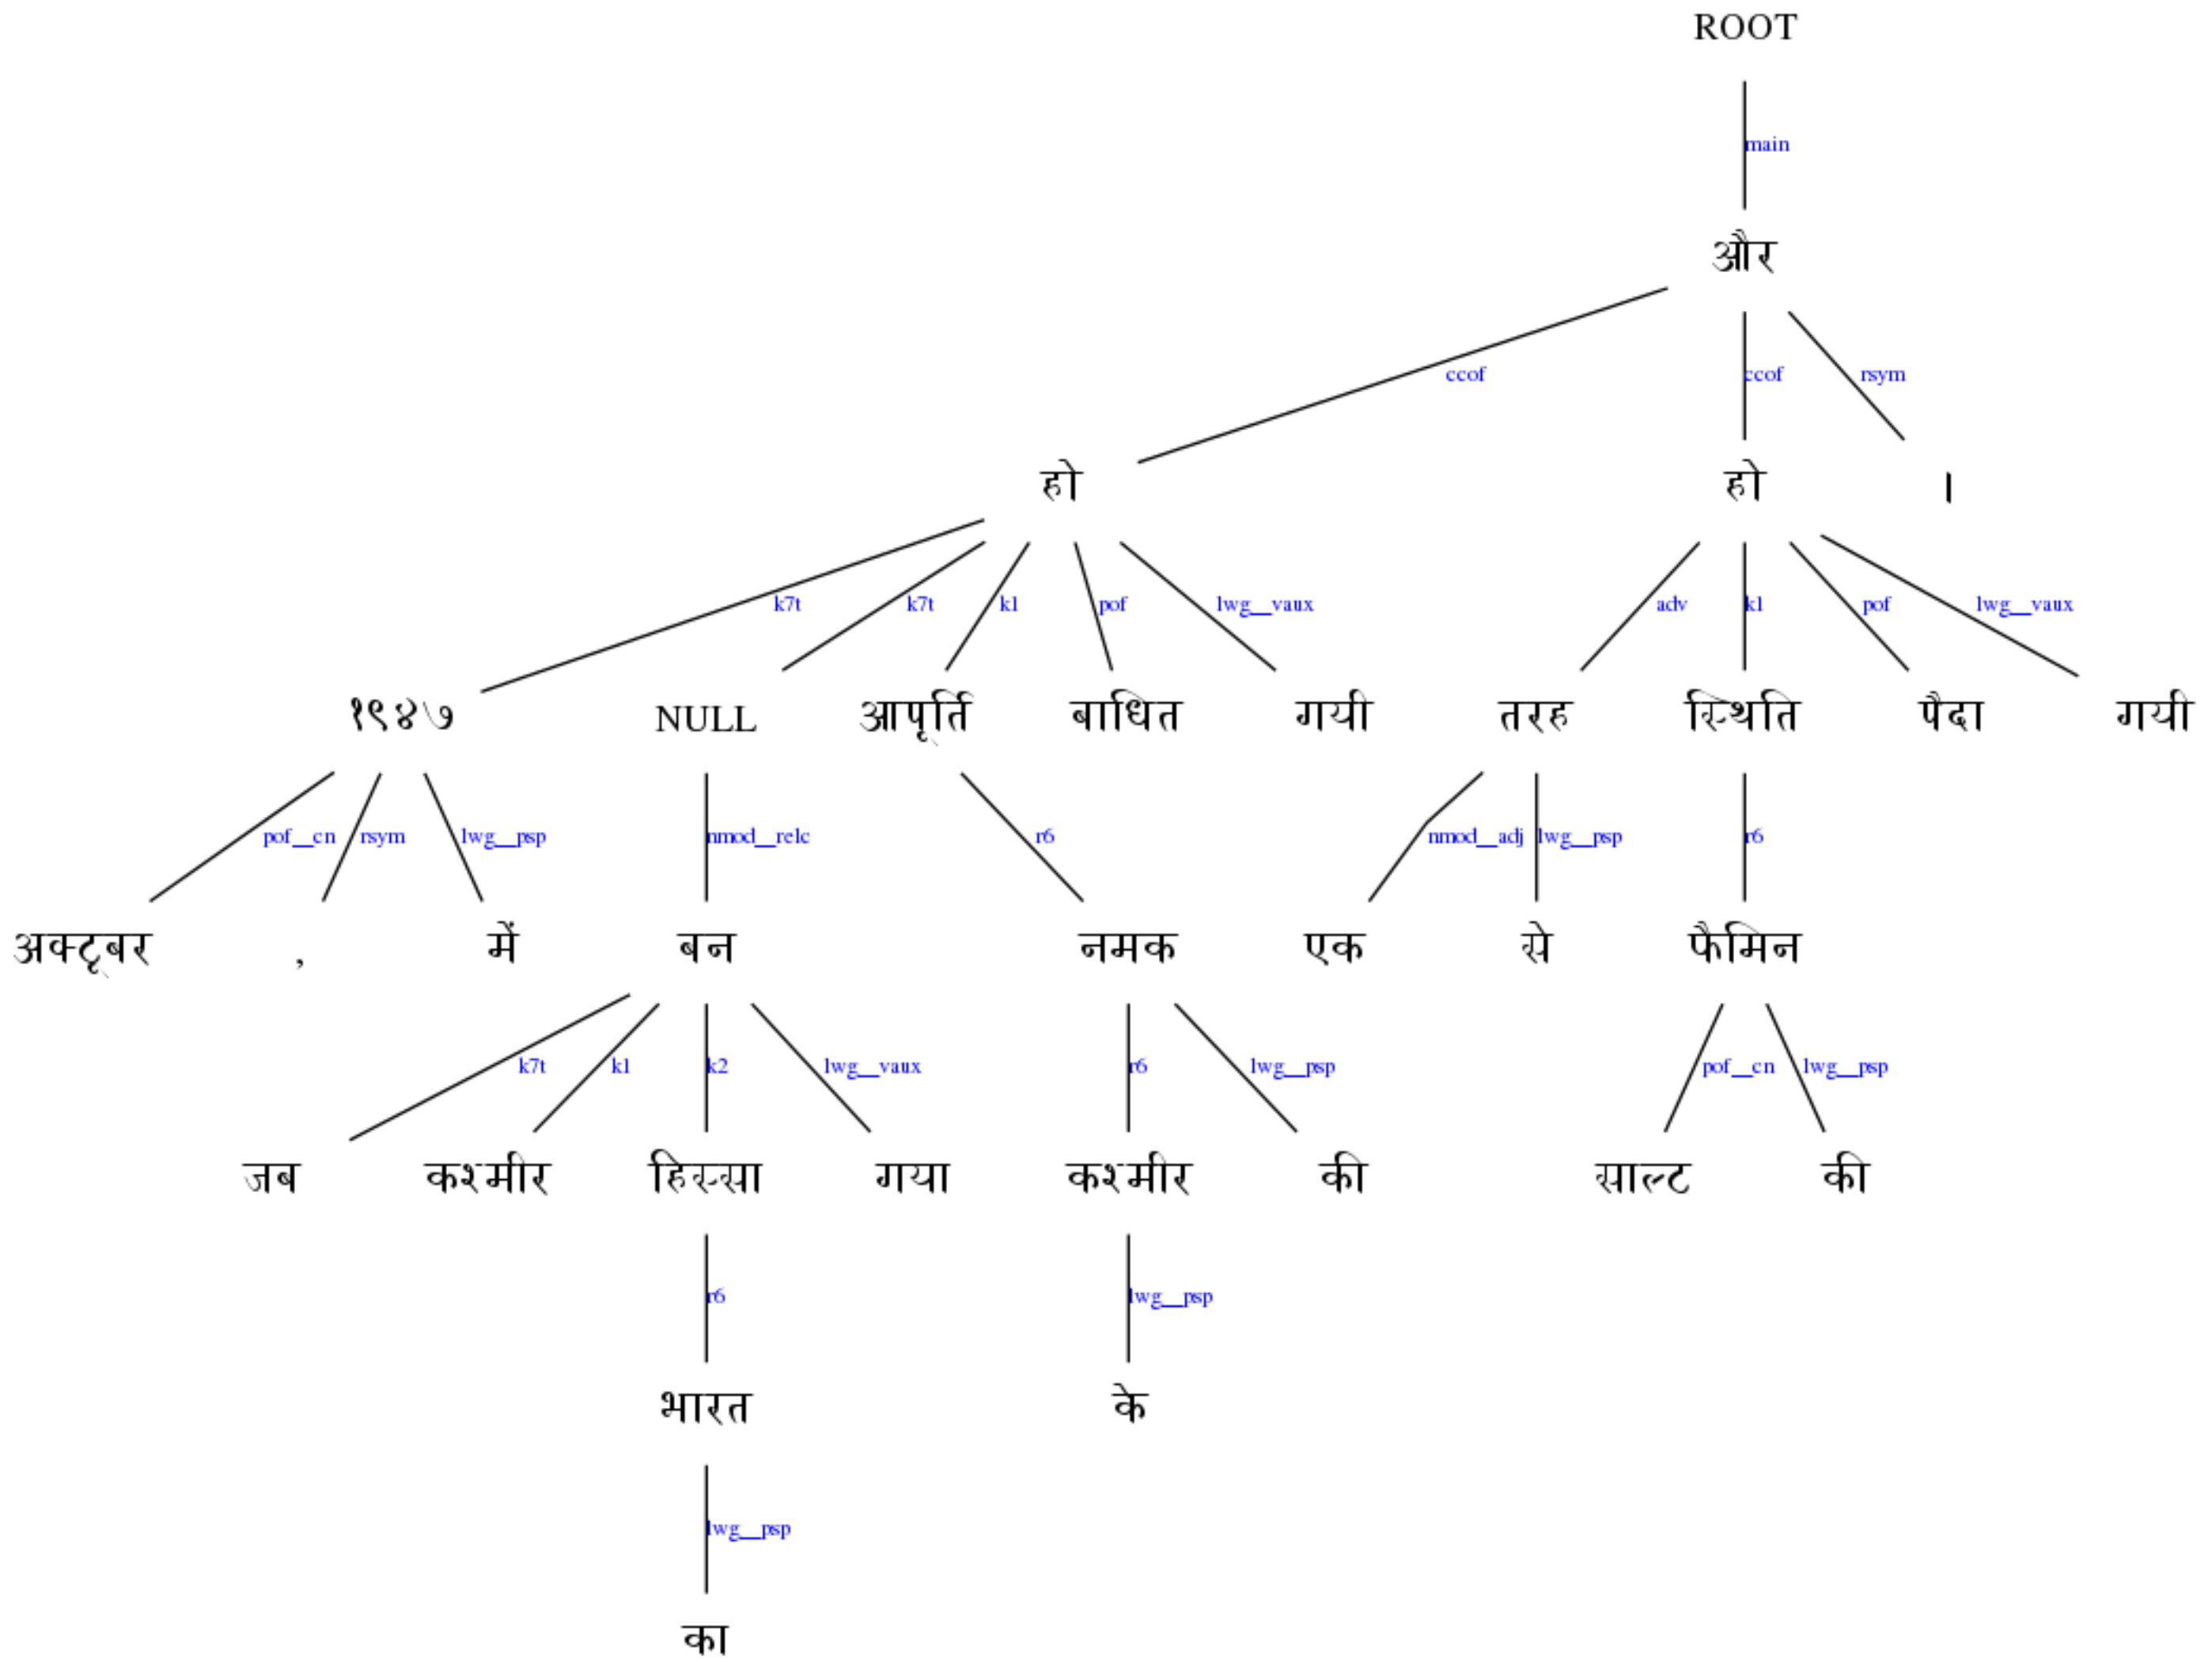 ROOT
main
और
ccof ccof rsym
हो हो ।
k7t k7t k1 pof lwg__vaux adv k1 pof lwg__vaux
१९४७ NULL आपूर्ति बाधित गयी तरह स्थिति पैदा गयी
pof__cn rsym lwg__psp nmod__relc r6 nmod__adj lwg__psp r6
अक्टूबर , में बन नमक एक से फैमिन
k7t k1 k2 lwg__vaux r6 lwg__psp pof__cn lwg__psp
जब कश्मीर हिस्सा गया कश्मीर की साल्ट की
r6 lwg__psp
भारत के
lwg__psp
का